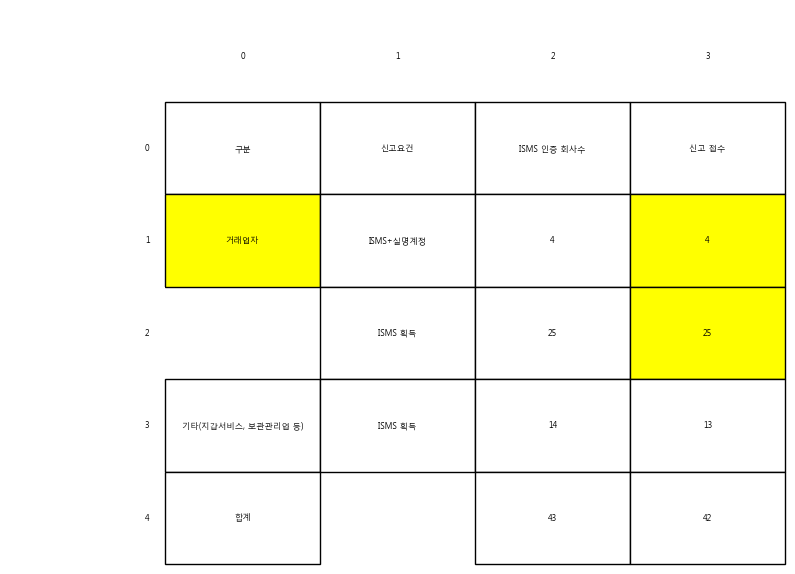 0 1 2 3
0 구분 신고요건 ISMS 인증 회사수 신고 접수
1 거래업자 ISMS+실명계정 4 4
2 ISMS 획득 25 25
3 기타(지갑서비스, 보관관리업 등) ISMS 획득 14 13
4 합계 43 42